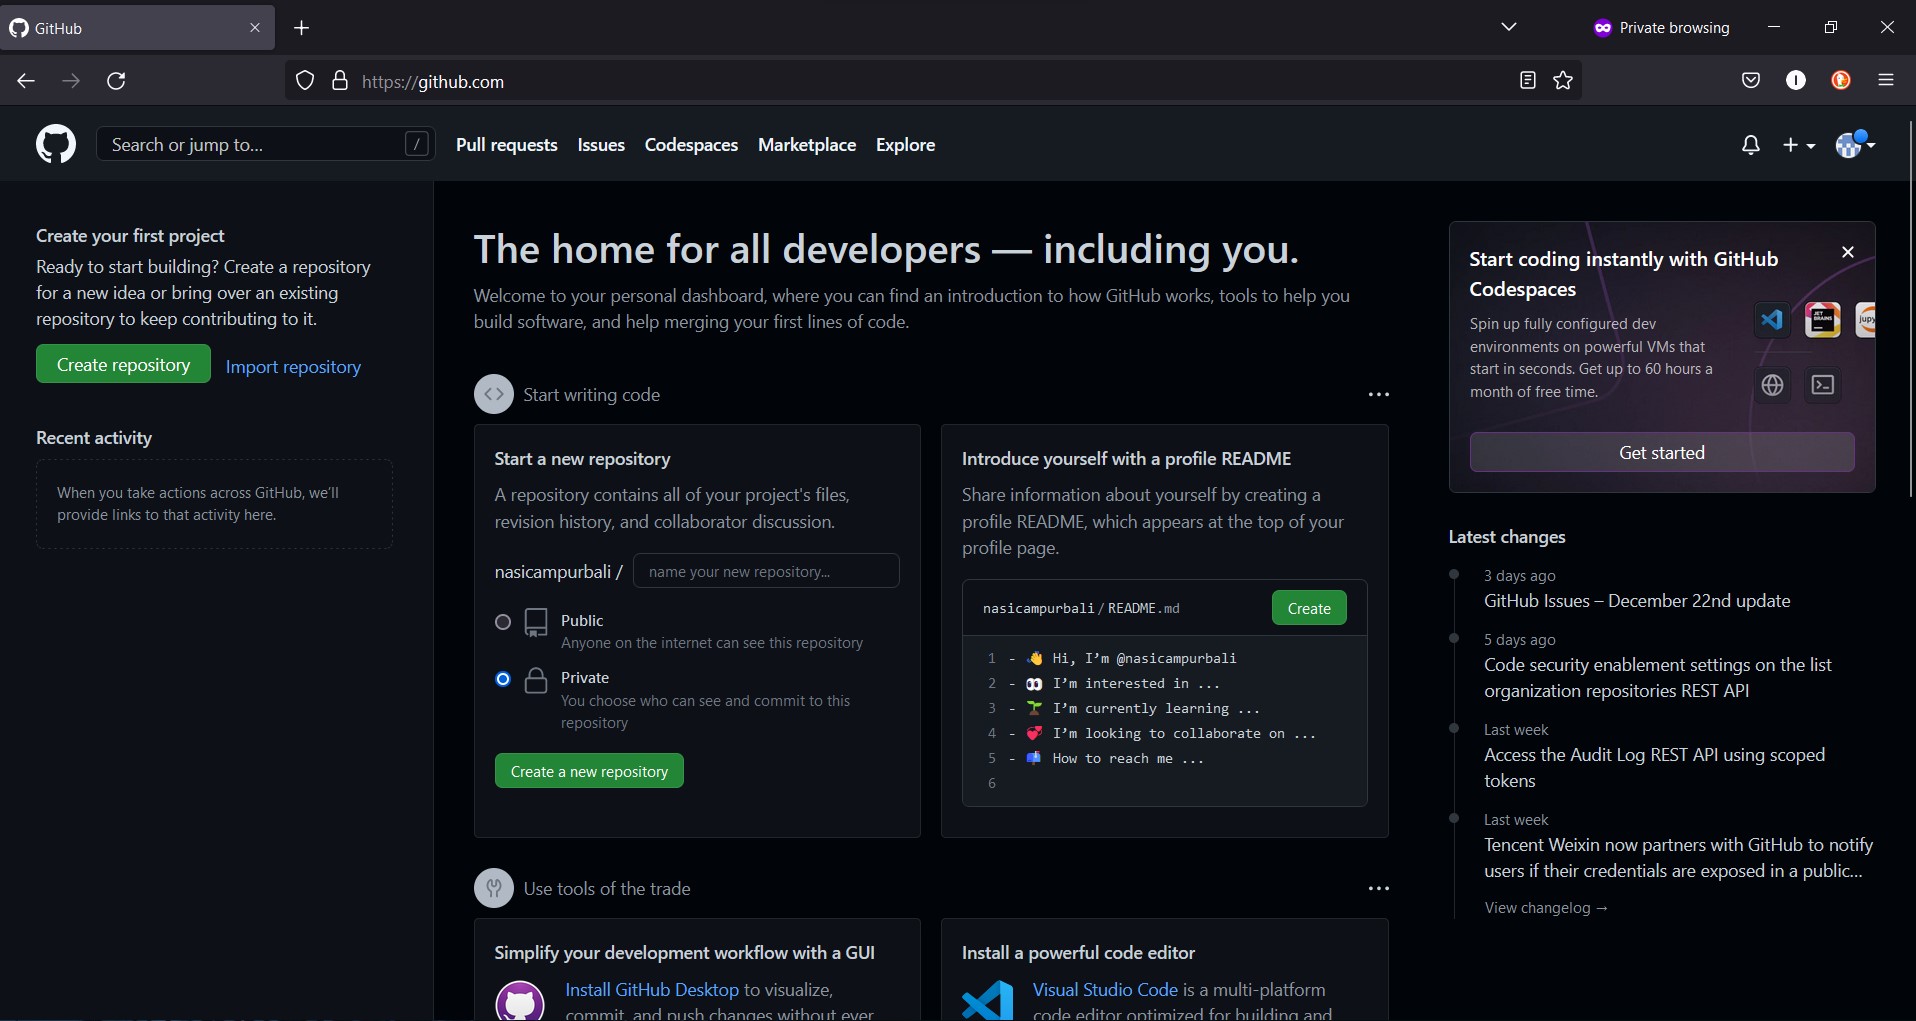 GitHub
Private browsing
https://github.com
Search or jump to...
/
Pull requests
Issues
Codespaces
Marketplace
Explore
Create your first project
Ready to start building? Create a repository
for a new idea or bring over an existing
repository to keep contributing to it.
Create repository
Import repository
Recent activity
When you take actions across GitHub, we'll
provide links to that activity here.
The home for all developers — including you.
Welcome to your personal dashboard, where you can find an introduction to how GitHub works, tools to help you
build software, and help merging your first lines of code.
Start writing code
Start a new repository
A repository contains all of your project's files,
revision history, and collaborator discussion.
nasicampurbali /
name your new repository...
Public
Anyone on the internet can see this repository
Private
You choose who can see and commit to this
repository
Create a new repository
Introduce yourself with a profile README
Share information about yourself by creating a
profile README, which appears at the top of your
profile page.
nasicampurbali / README.md
Create
1 - 👋 Hi, I’m @nasicampurbali
2 - 👀 I’m interested in ...
3 - 🌱 I’m currently learning ...
4 - 💞️ I’m looking to collaborate on ...
5 - 📫 How to reach me ...
6
Use tools of the trade
Simplify your development workflow with a GUI
Install GitHub Desktop to visualize,
commit, and push changes without ever
Install a powerful code editor
Visual Studio Code is a multi-platform
code editor optimized for building and
Start coding instantly with GitHub
Codespaces
Spin up fully configured dev
environments on powerful VMs that
start in seconds. Get up to 60 hours a
month of free time.
JET
BRAINS
jupy
Get started
Latest changes
3 days ago
GitHub Issues – December 22nd update
5 days ago
Code security enablement settings on the list
organization repositories REST API
Last week
Access the Audit Log REST API using scoped
tokens
Last week
Tencent Weixin now partners with GitHub to notify
users if their credentials are exposed in a public...
View changelog →